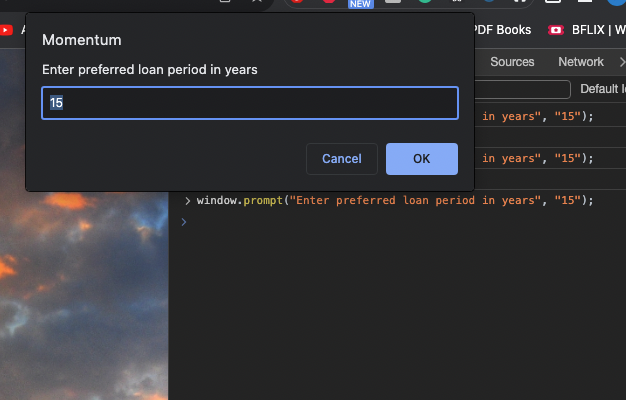 NEW
Momentum
PDF Books
BFLIX | W
Enter preferred loan period in years
Sources
Network
15
Default
in years", "15");
Cancel
OK
in years", "15");
window.prompt("Enter preferred loan period in years", "15");